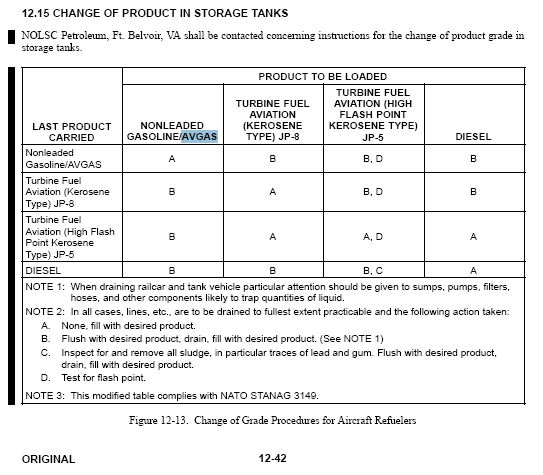 12.15 CHANGE OF PRODUCT IN STORAGE TANKS
NOLSC Petroleum, Ft. Belvoir, VA shall be contacted concerning instructions for the change of product grade in
storage tanks.
PRODUCT TO BE LOADED
LAST PRODUCT
CARRIED
NONLEADED
GASOLINE/AVGAS
TURBINE FUEL
AVIATION
(KEROSENE
TYPE) JP-8
TURBINE FUEL
AVIATION (HIGH
FLASH POINT
KEROSENE TYPE)
JP-5
DIESEL
Nonleaded
Gasoline/AVGAS
A
B
B, D
B
Turbine Fuel
Aviation (Kerosene
Type) JP-8
B
A
B, D
B
Turbine Fuel
Aviation (High Flash
Point Kerosene
Type) JP-5
B
A
A, D
A
DIESEL
B
B
B, C
A
NOTE 1: When draining railcar and tank vehicle particular attention should be given to sumps, pumps, filters,
hoses, and other components likely to trap quantities of liquid.
NOTE 2: In all cases, lines, etc., are to be drained to fullest extent practicable and the following action taken:
A. None, fill with desired product.
B. Flush with desired product, drain, fill with desired product. (See NOTE 1)
C. Inspect for and remove all sludge, in particular traces of lead and gum. Flush with desired product,
drain, fill with desired product.
D. Test for flash point.
NOTE 3: This modified table complies with NATO STANAG 3149.
Figure 12-13. Change of Grade Procedures for Aircraft Refuelers
ORIGINAL
12-42